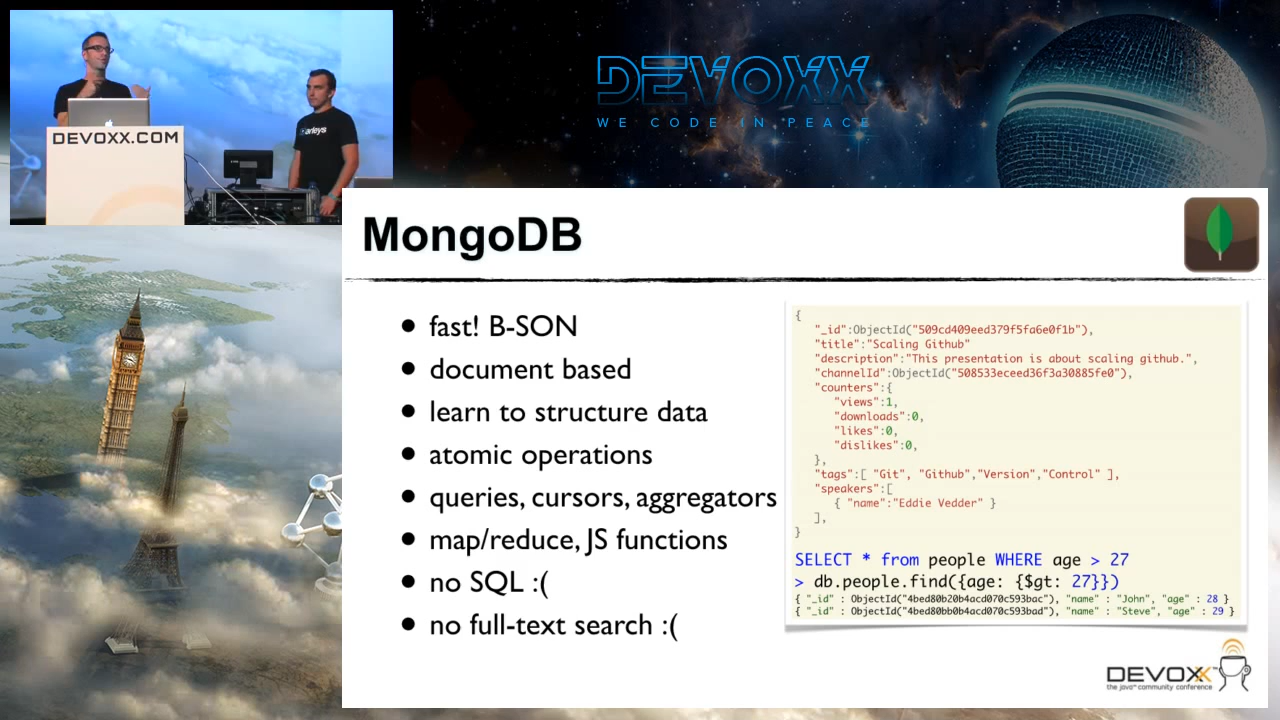 DEVOXX
WE CODE IN PEACE
DEVOXX.COM
MongoDB
• fast! B-SON
• document based
• learn to structure data
• atomic operations
• queries, cursors, aggregators
• map/reduce, JS functions
• no SQL :(
• no full-text search :(
{
"_id":ObjectId("509cd409eed379f5fa6e0f1b"),
"title":"Scaling Github"
"description":"This presentation is about scaling github.",
"channelId":ObjectId("508533eceed36f3a30885fe0"),
"counters":{
"views":1,
"downloads":0,
"likes":0,
"dislikes":0,
},
"tags":[ "Git", "Github","Version","Control" ],
"speakers":[
{ "name":"Eddie Vedder" }
],
}
SELECT * from people WHERE age > 27
> db.people.find({age: {$gt: 27}})
{ "_id" : ObjectId("4bed80b20b4acd070c593bac"), "name" : "John", "age" : 28 }
{ "_id" : ObjectId("4bed80bb0b4acd070c593bad"), "name" : "Steve", "age" : 29 }
DEVOXX™
the java™ community conference